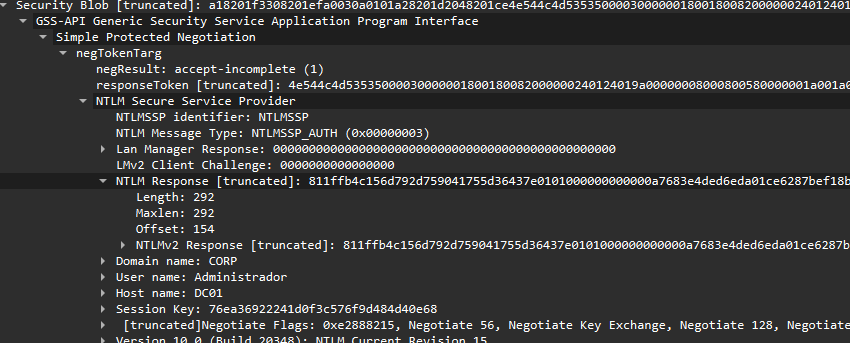 Security Blob [truncated]: a18201f3308201efa0030a0101a28201d2048201ce4e544c4d5353500003000000180018008200000024012401
GSS-API Generic Security Service Application Program Interface
Simple Protected Negotiation
negTokenTarg
negResult: accept-incomplete (1)
responseToken [truncated]: 4e544c4d53535000030000001800180082000000240124019a00000008000800580000001a001a0
NTLM Secure Service Provider
NTLMSSP identifier: NTLMSSP
NTLM Message Type: NTLMSSP_AUTH (0x00000003)
Lan Manager Response: 000000000000000000000000000000000000000000000000
LMv2 Client Challenge: 0000000000000000
NTLM Response [truncated]: 811ffb4c156d792d759041755d36437e0101000000000000a7683e4ded6eda01ce6287bef18b
Length: 292
Maxlen: 292
Offset: 154
NTLMv2 Response [truncated]: 811ffb4c156d792d759041755d36437e0101000000000000a7683e4ded6eda01ce6287b
Domain name: CORP
User name: Administrador
Host name: DC01
Session Key: 76ea36922241d0f3c576f9d484d40e68
[truncated]Negotiate Flags: 0xe2888215, Negotiate 56, Negotiate Key Exchange, Negotiate 128, Negotiate
Version 10.0 (Build 20348); NTLM Current Revision 15